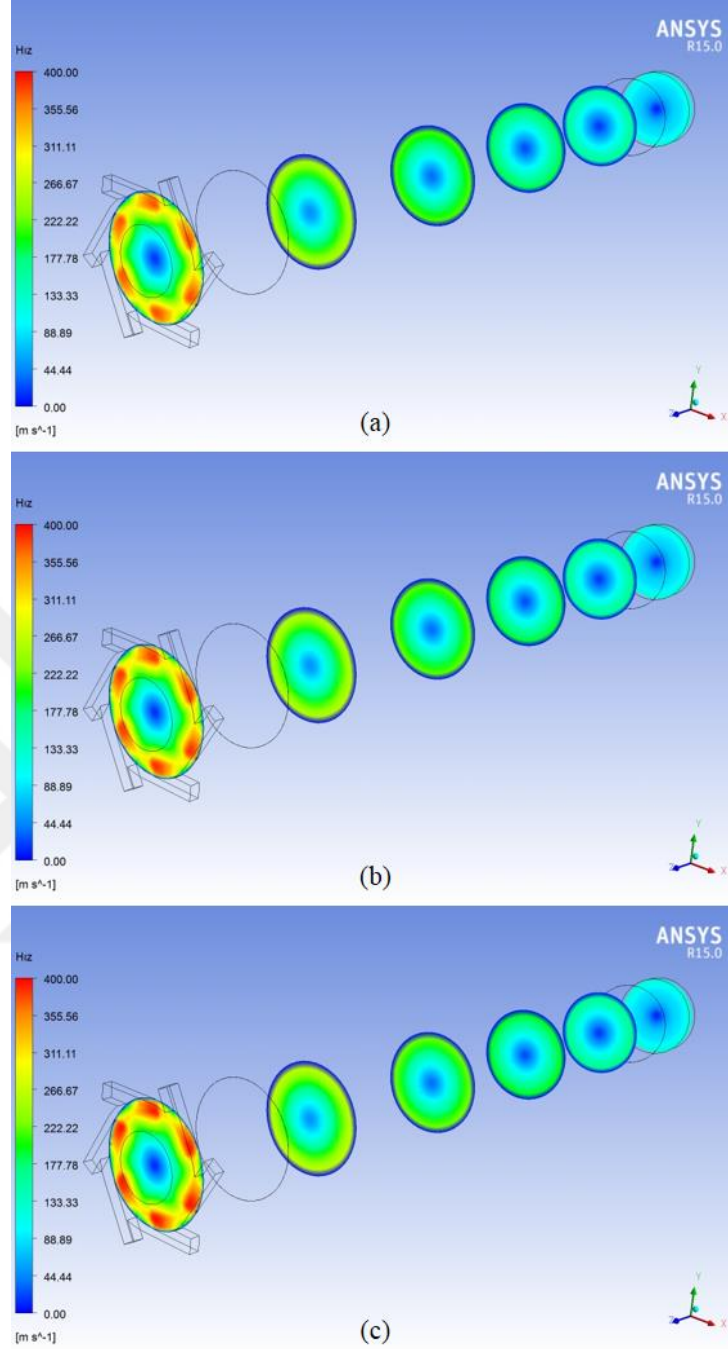 ANSYS
R15.0
Hız
400.00
355.56
311.11
266.67
222.22
177.78
133.33
88.89
44.44
0.00
[m s^-1]
Y
Z
X
(a)
ANSYS
R15.0
Hız
400.00
355.56
311.11
266.67
222.22
177.78
133.33
88.89
44.44
0.00
[m s^-1]
Y
Z
X
(b)
ANSYS
R15.0
Hız
400.00
355.56
311.11
266.67
222.22
177.78
133.33
88.89
44.44
0.00
[m s^-1]
Y
Z
X
(c)